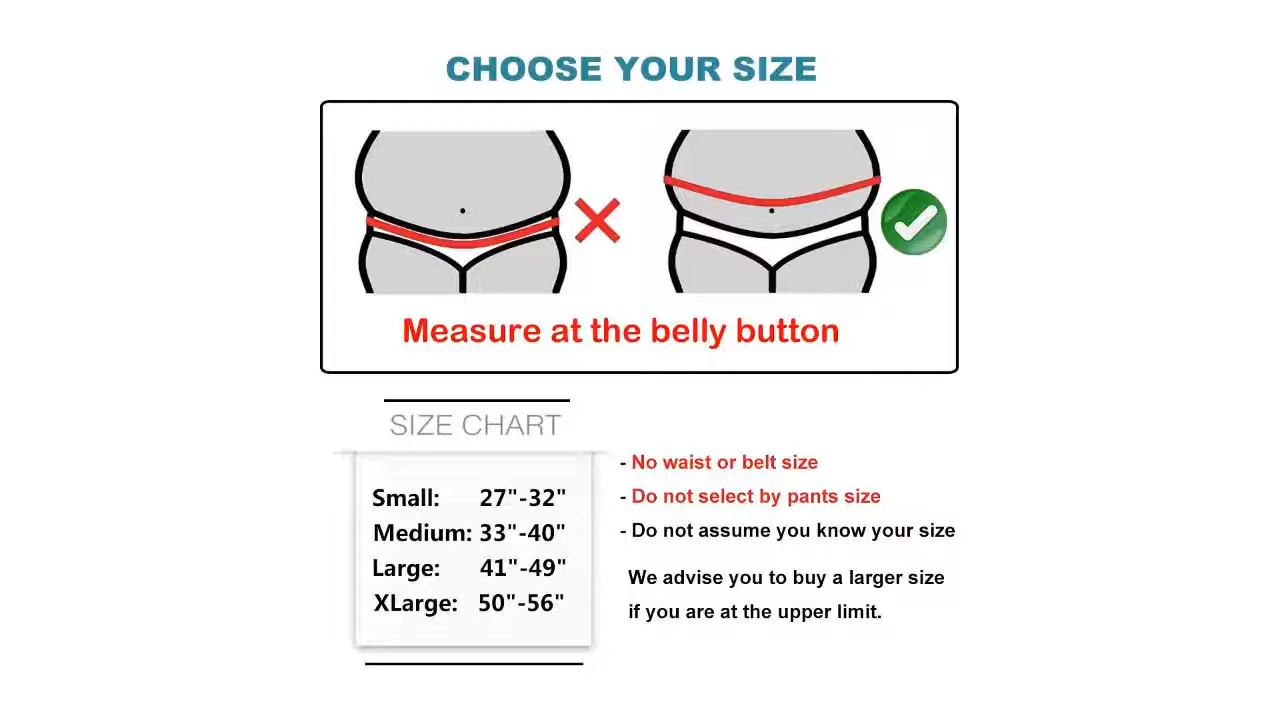 CHOOSE YOUR SIZE
Measure at the belly button
SIZE CHART
Small: 27"-32"
Medium: 33"-40"
Large: 41"-49"
XLarge: 50"-56"
- No waist or belt size
- Do not select by pants size
- Do not assume you know your size
We advise you to buy a larger size
if you are at the upper limit.